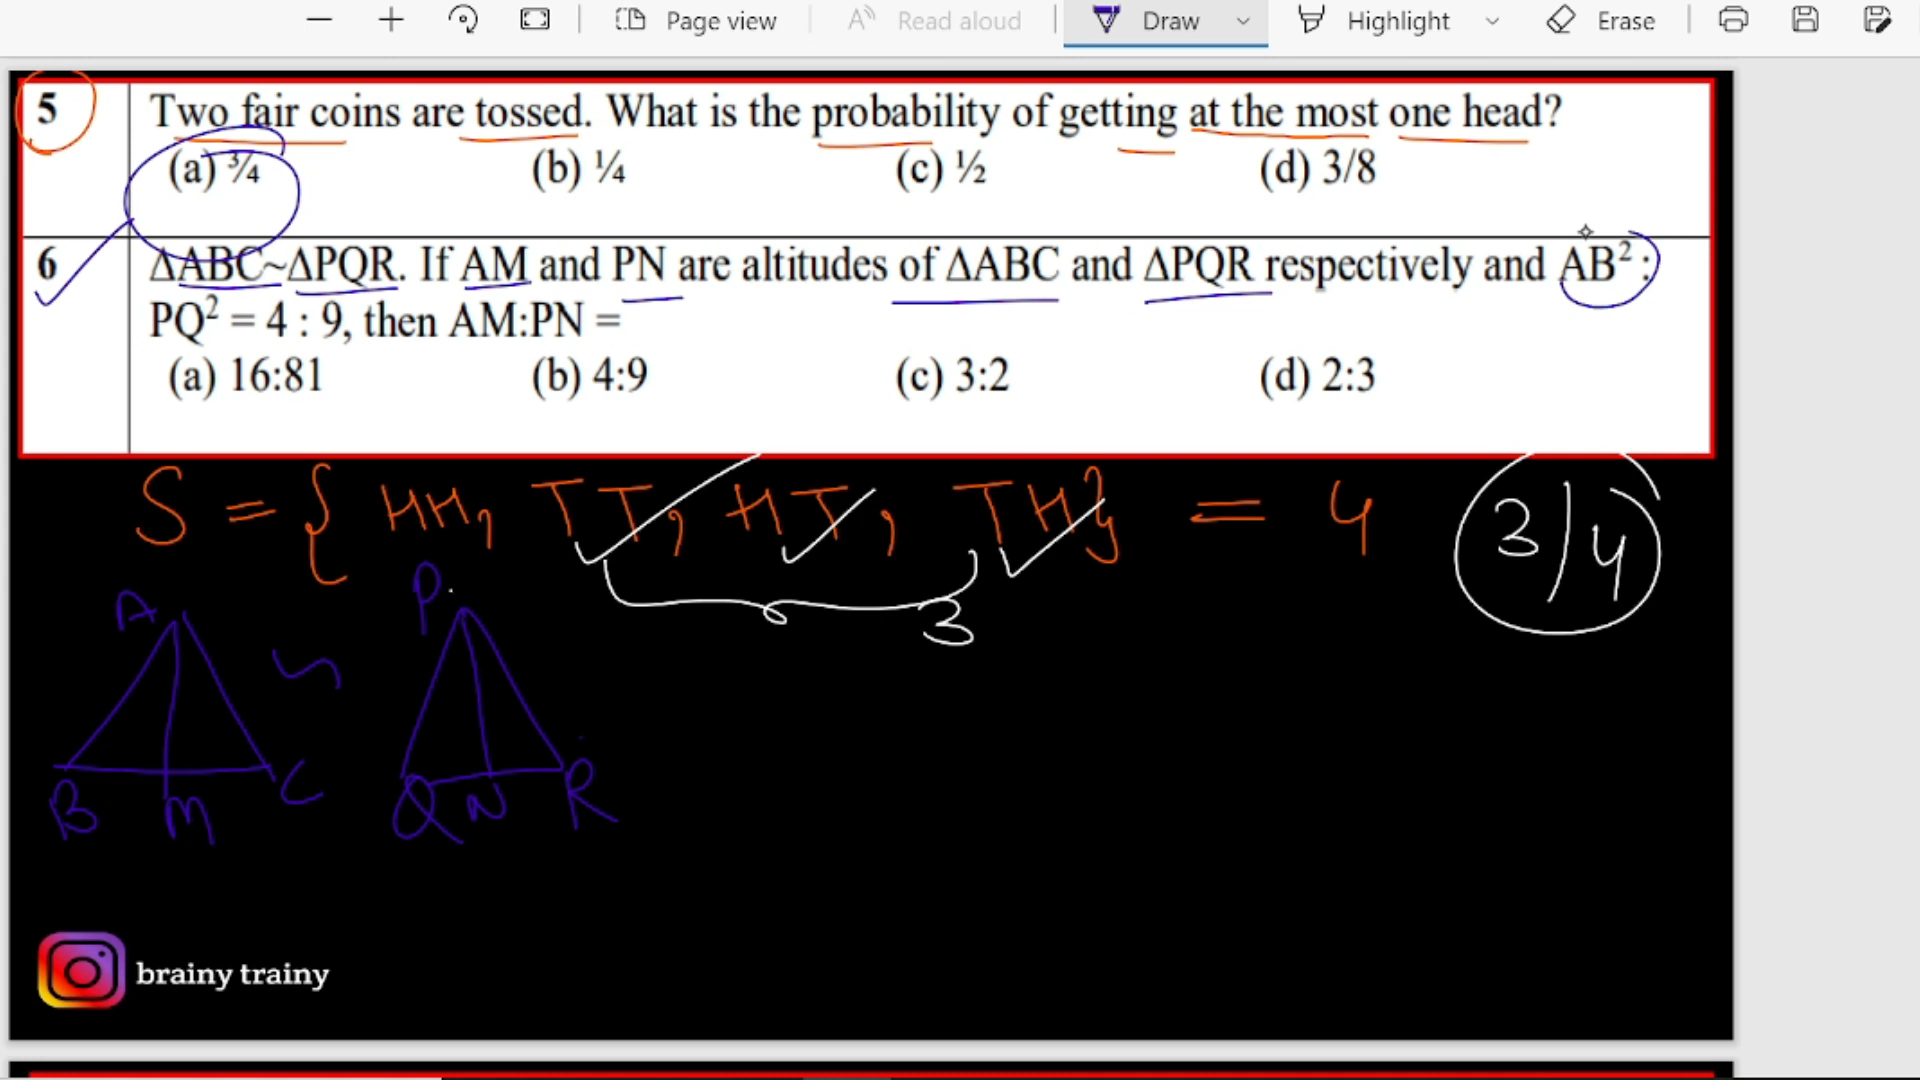 Page view Read aloud Draw Highlight Erase
5 Two fair coins are tossed. What is the probability of getting at the most one head?
(a) ¾ (b) ¼ (c) ½ (d) 3/8
6 ΔABC~ΔPQR. If AM and PN are altitudes of ΔABC and ΔPQR respectively and AB² :
PQ² = 4 : 9, then AM:PN =
(a) 16:81 (b) 4:9 (c) 3:2 (d) 2:3
S = { HH, TT, HT, TH} = 4 3/4
3
A P
B M C Q N R
brainy trainy